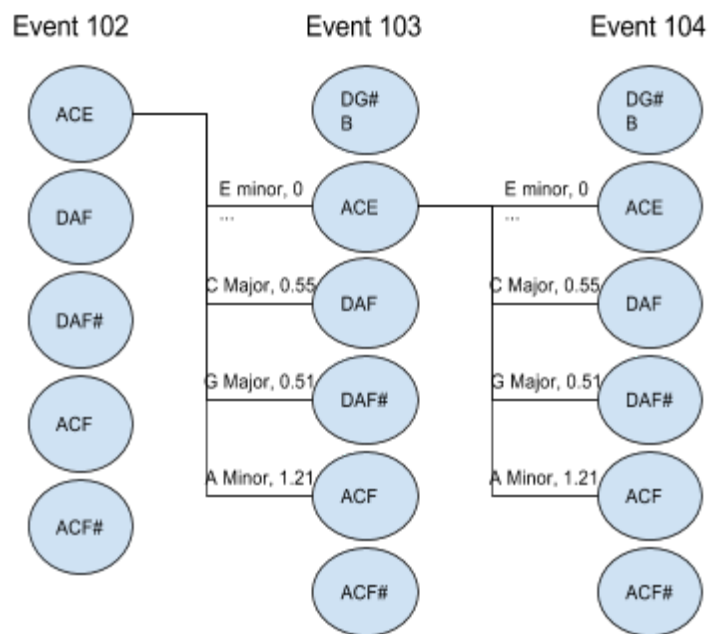 Event 102
Event 103
Event 104
ACE
DAF
DAF#
ACF
ACF#
DG#
B
E minor, 0
...
ACE
C Major, 0.55
DAF
G Major, 0.51
DAF#
A Minor, 1.21
ACF
ACF#
DG#
B
E minor, 0
...
ACE
C Major, 0.55
DAF
G Major, 0.51
DAF#
A Minor, 1.21
ACF
ACF#